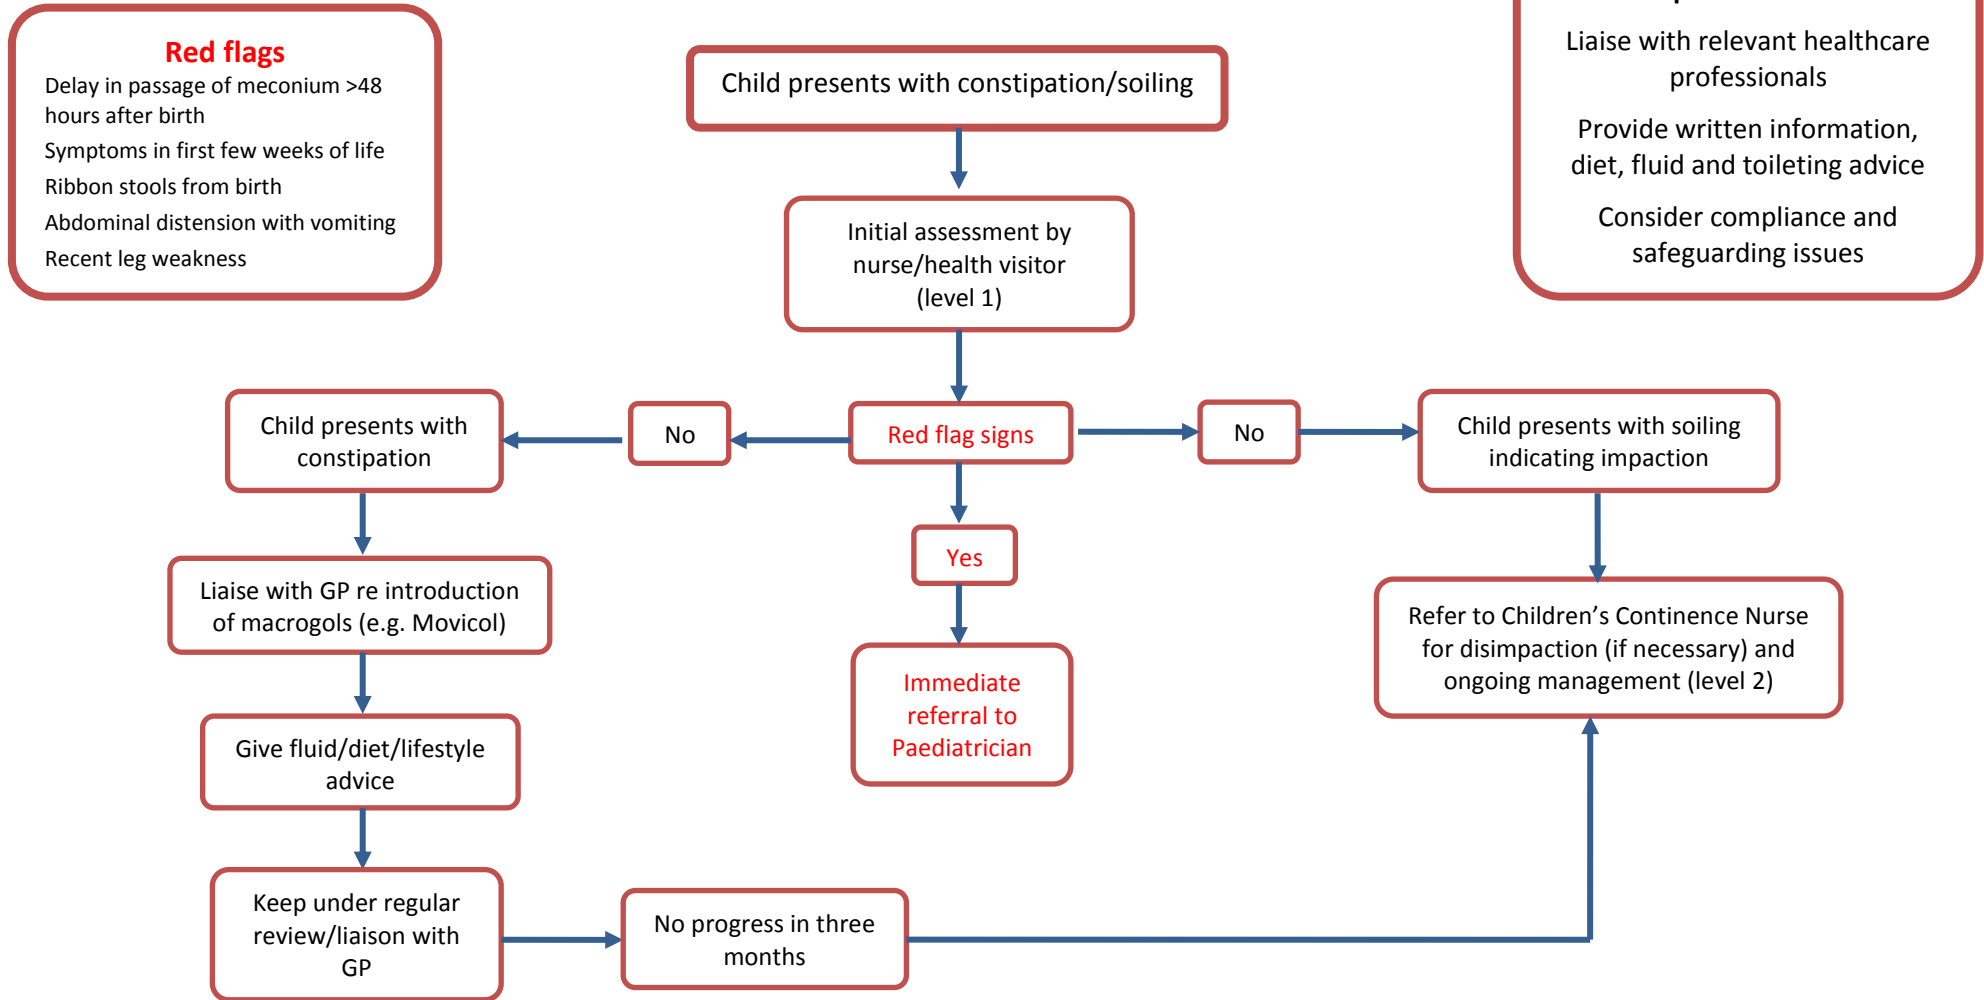 Red flags
Delay in passage of meconium >48
hours after birth
Symptoms in first few weeks of life
Ribbon stools from birth
Abdominal distension with vomiting
Recent leg weakness
Child presents with constipation/soiling
Liaise with relevant healthcare
professionals
Provide written information,
diet, fluid and toileting advice
Consider compliance and
safeguarding issues
Initial assessment by
nurse/health visitor
(level 1)
Child presents with
constipation
No
Red flag signs
No
Child presents with soiling
indicating impaction
Yes
Liaise with GP re introduction
of macrogols (e.g. Movicol)
Immediate
referral to
Paediatrician
Refer to Children’s Continence Nurse
for disimpaction (if necessary) and
ongoing management (level 2)
Give fluid/diet/lifestyle
advice
Keep under regular
review/liaison with
GP
No progress in three
months